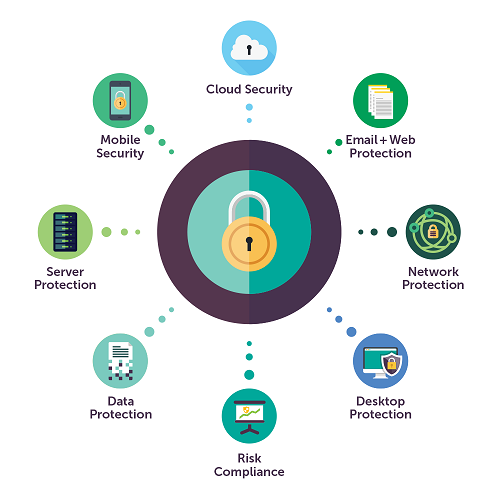 Cloud Security
Email + Web
Protection
Network
Protection
Desktop
Protection
Risk
Compliance
Data
Protection
Server
Protection
Mobile
Security